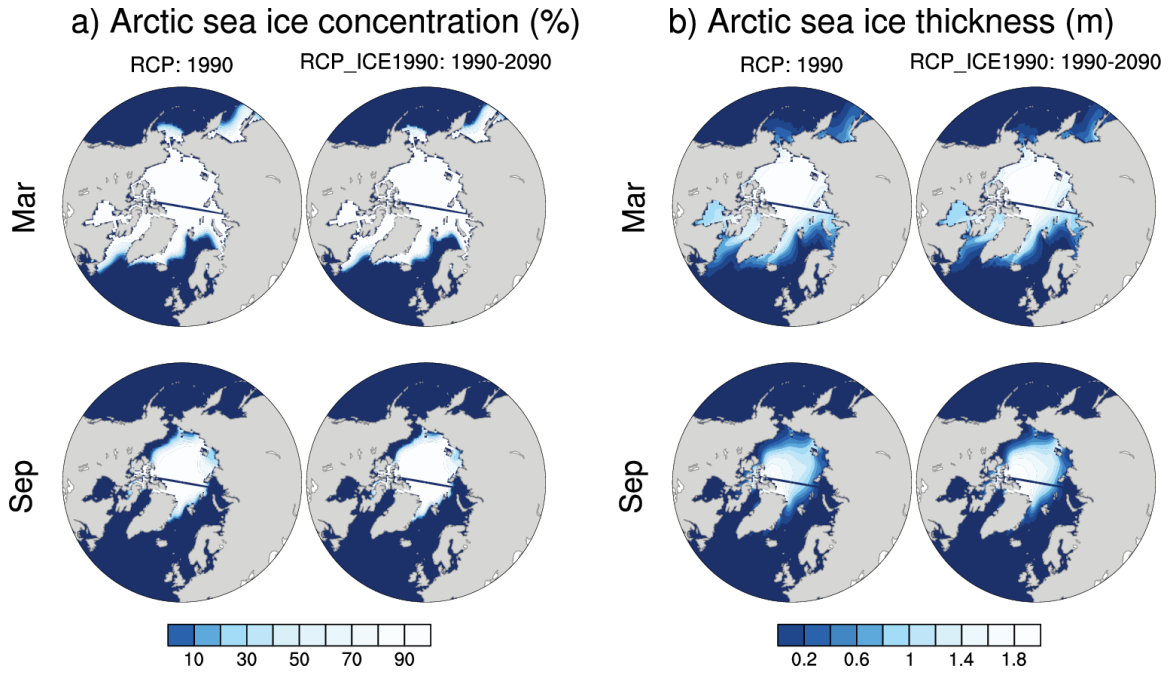 a) Arctic sea ice concentration (%)
RCP: 1990
RCP_ICE1990: 1990-2090
b) Arctic sea ice thickness (m)
RCP: 1990
RCP_ICE1990: 1990-2090
Mar
Mar
Sep
Sep
10 30 50 70 90
0.2 0.6 1 1.4 1.8